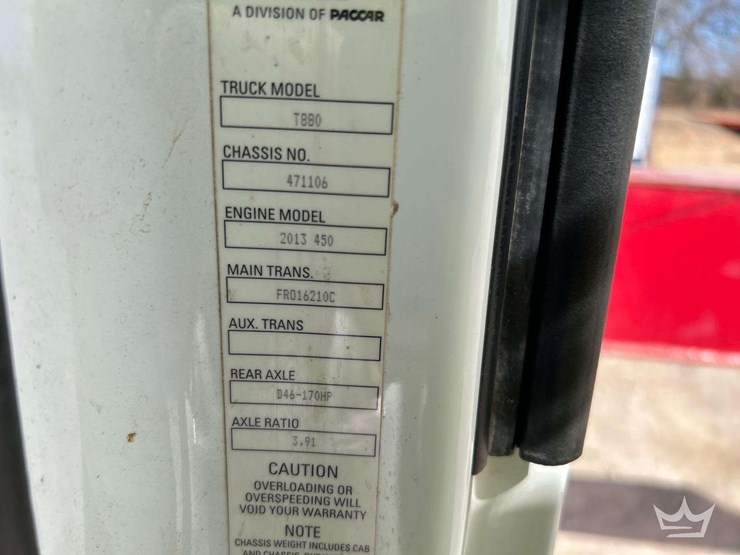 A DIVISION OF PACCAR
TRUCK MODEL
T880
CHASSIS NO.
471106
ENGINE MODEL
2013 450
MAIN TRANS.
FRO16210C
AUX. TRANS
REAR AXLE
D46-170HP
AXLE RATIO
3.91
CAUTION
OVERLOADING OR
OVERSPEEDING WILL
VOID YOUR WARRANTY
NOTE
CHASSIS WEIGHT INCLUDES CAB